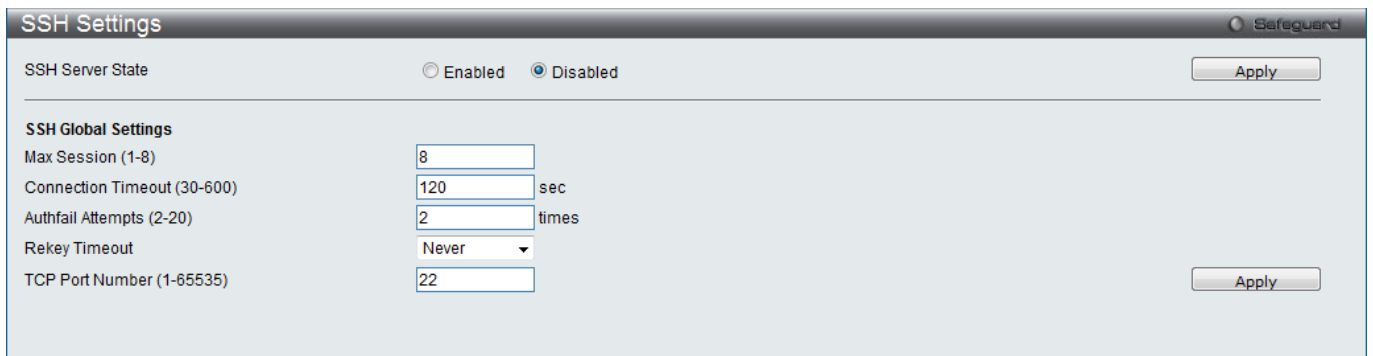 SSH Settings
Safeguard
SSH Server State Enabled Disabled Apply
SSH Global Settings
Max Session (1-8) 8
Connection Timeout (30-600) 120 sec
Authfail Attempts (2-20) 2 times
Rekey Timeout Never
TCP Port Number (1-65535) 22 Apply